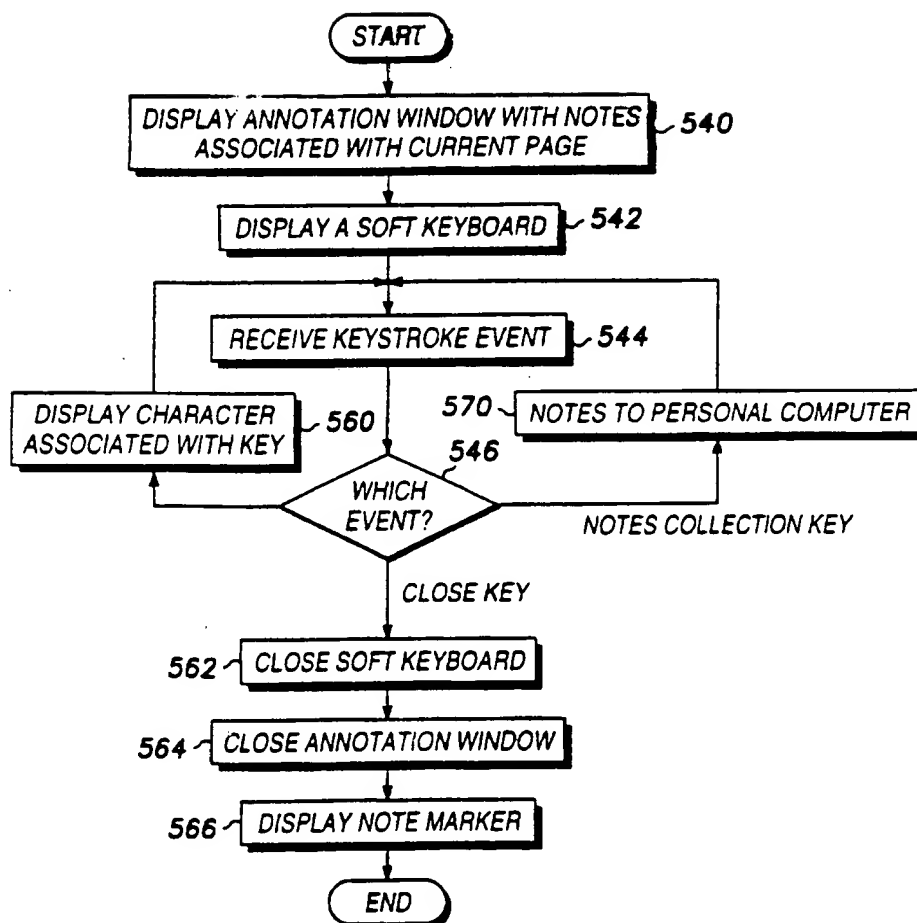 START
DISPLAY ANNOTATION WINDOW WITH NOTES
ASSOCIATED WITH CURRENT PAGE
540
DISPLAY A SOFT KEYBOARD
542
RECEIVE KEYSTROKE EVENT
544
DISPLAY CHARACTER
ASSOCIATED WITH KEY
560
570
NOTES TO PERSONAL COMPUTER
546
WHICH
EVENT?
NOTES COLLECTION KEY
CLOSE KEY
562
CLOSE SOFT KEYBOARD
564
CLOSE ANNOTATION WINDOW
566
DISPLAY NOTE MARKER
END